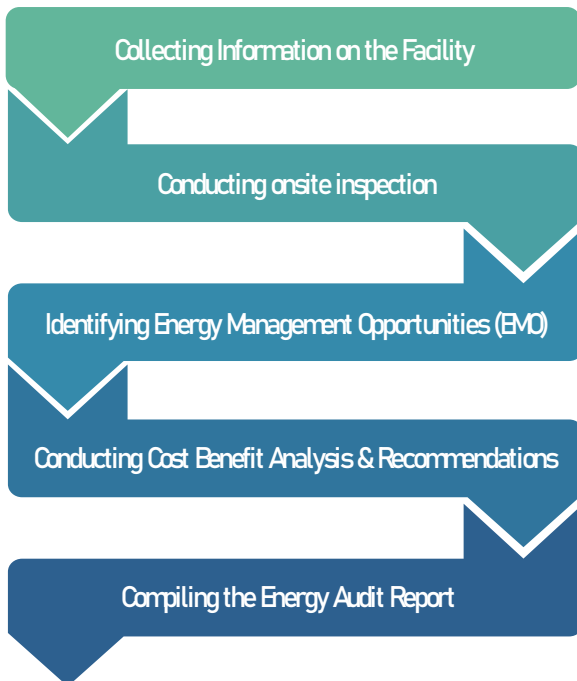 Collecting Information on the Facility
Conducting onsite inspection
Identifying Energy Management Opportunities (EMO)
Conducting Cost Benefit Analysis & Recommendations
Compiling the Energy Audit Report